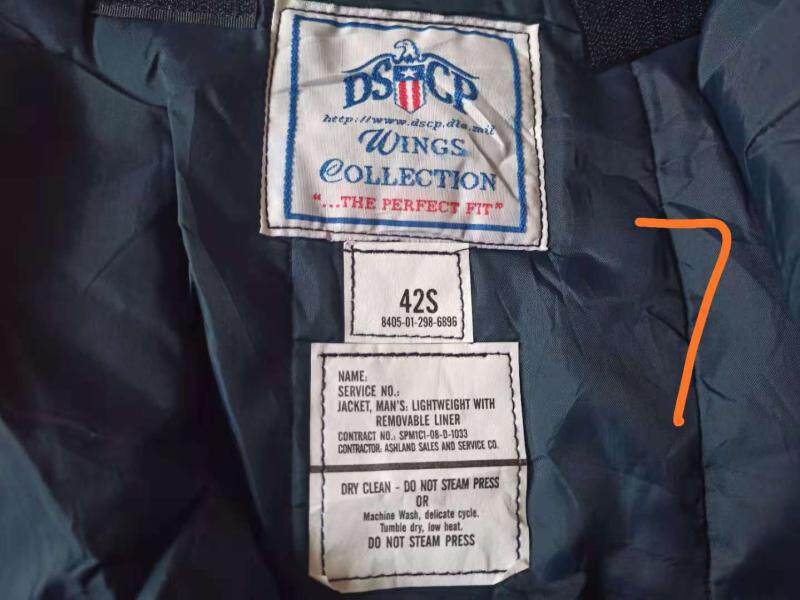 DSCP
http://www.dscp.dla.mil
WINGS
COLLECTION
"...THE PERFECT FIT"
42S
8405-01-298-6896
NAME:
SERVICE NO.:
JACKET, MAN'S: LIGHTWEIGHT WITH
REMOVABLE LINER
CONTRACT NO.: SPM1C1-08-D-1033
CONTRACTOR: ASHLAND SALES AND SERVICE CO.
DRY CLEAN - DO NOT STEAM PRESS
OR
Machine Wash, delicate cycle.
Tumble dry, low heat.
DO NOT STEAM PRESS
7